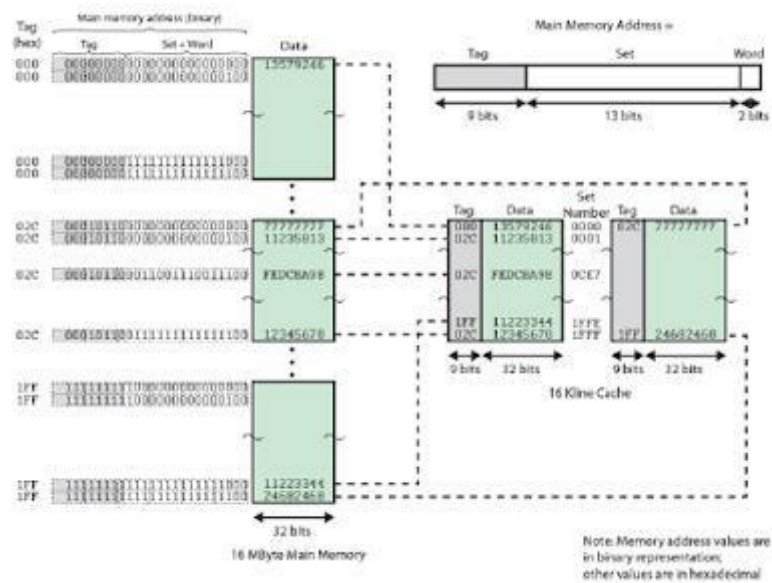 Tag
(hex)
Main memory address (binary)
Tag
Set + Word
Data
000
000
13579246
000
000
02C
02C
77777777
11235813
02C
FEDCBA98
02C
12345678
1FF
1FF
1FF
1FF
11223344
24682468
32 bits
16 MByte Main Memory
Main Memory Address =
Tag
Set
Word
9 bits
13 bits
2 bits
Tag
Data
Set
Number
Tag
Data
000
13579246
0000
02C
77777777
02C
11235813
0001
02C
FEDCBA98
0CE7
1FF
11223344
1FFE
02C
12345678
1FFF
1FF
24682468
9 bits
32 bits
9 bits
32 bits
16 Kline Cache
Note: Memory address values are
in binary representation;
other values are in hexadecimal